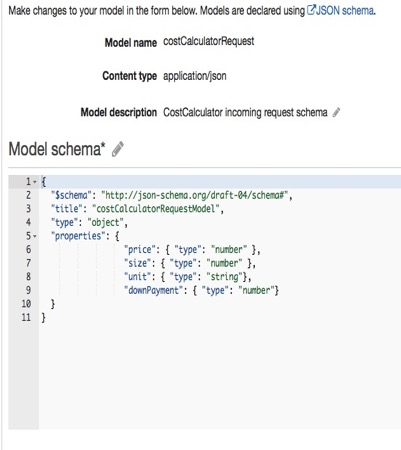 Make changes to your model in the form below. Models are declared using JSON schema.
Model name costCalculatorRequest
Content type application/json
Model description CostCalculator incoming request schema
Model schema*
1 {
2 "$schema": "http://json-schema.org/draft-04/schema#",
3 "title": "costCalculatorRequestModel",
4 "type": "object",
5 "properties": {
6 "price": { "type": "number" },
7 "size": { "type": "number" },
8 "unit": { "type": "string"},
9 "downPayment": { "type": "number"}
10 }
11 }